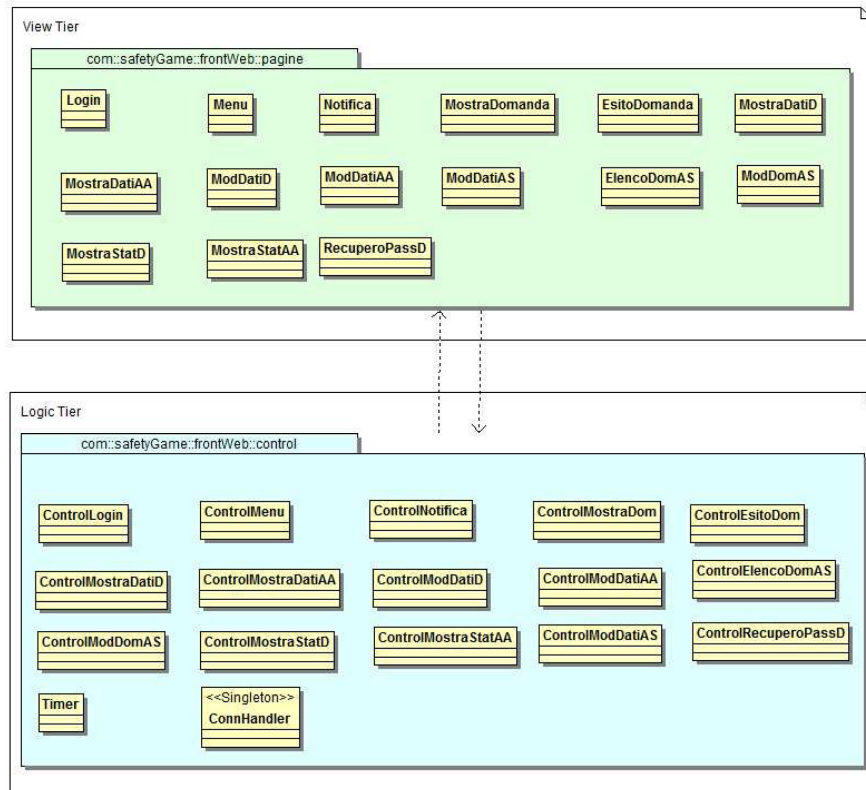 View Tier
com::safetyGame::frontWeb::pagine
Login
Menu
Notifica
MostraDomanda
EsitoDomanda
MostraDatiD
MostraDatiAA
ModDatiD
ModDatiAA
ModDatiAS
ElencoDomAS
ModDomAS
MostraStatD
MostraStatAA
RecuperoPassD
Logic Tier
com::safetyGame::frontWeb::control
ControlLogin
ControlMenu
ControlNotifica
ControlMostraDom
ControlEsitoDom
ControlMostraDatiD
ControlMostraDatiAA
ControlModDatiD
ControlModDatiAA
ControlElencoDomAS
ControlModDomAS
ControlMostraStatD
ControlMostraStatAA
ControlModDatiAS
ControlRecuperoPassD
Timer
<<Singleton>>
ConnHandler